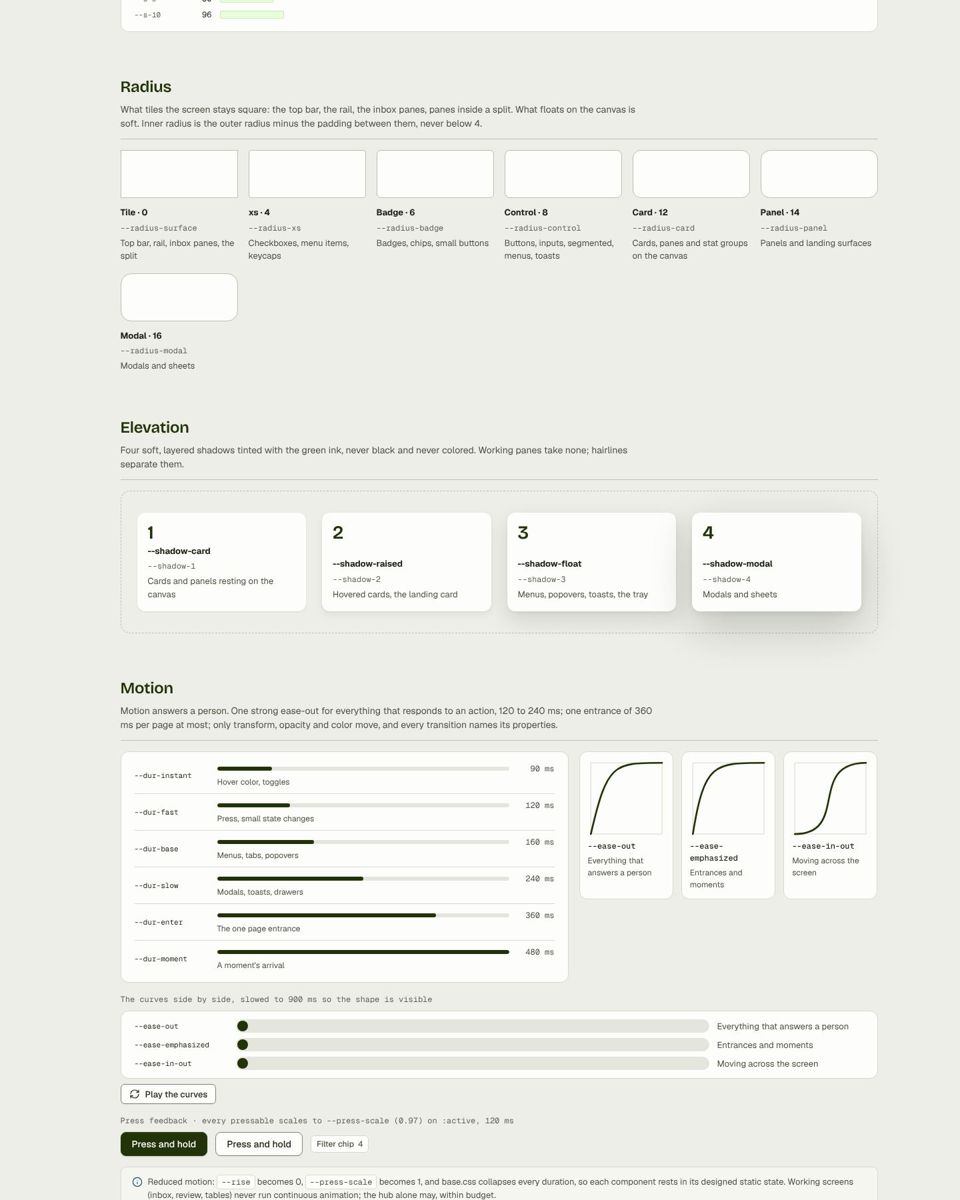 --s-10 96
Radius
What tiles the screen stays square: the top bar, the rail, the inbox panes, panes inside a split. What floats on the canvas is
soft. Inner radius is the outer radius minus the padding between them, never below 4.
Tile · 0
--radius-surface
Top bar, rail, inbox panes, the
split
xs · 4
--radius-xs
Checkboxes, menu items,
keycaps
Badge · 6
--radius-badge
Badges, chips, small buttons
Control · 8
--radius-control
Buttons, inputs, segmented,
menus, toasts
Card · 12
--radius-card
Cards, panes and stat groups
on the canvas
Panel · 14
--radius-panel
Panels and landing surfaces
Modal · 16
--radius-modal
Modals and sheets
Elevation
Four soft, layered shadows tinted with the green ink, never black and never colored. Working panes take none; hairlines
separate them.
1
--shadow-card
--shadow-1
Cards and panels resting on the
canvas
2
--shadow-raised
--shadow-2
Hovered cards, the landing card
3
--shadow-float
--shadow-3
Menus, popovers, toasts, the tray
4
--shadow-modal
--shadow-4
Modals and sheets
Motion
Motion answers a person. One strong ease-out for everything that responds to an action, 120 to 240 ms; one entrance of 360
ms per page at most; only transform, opacity and color move, and every transition names its properties.
--dur-instant
90 ms
Hover color, toggles
--dur-fast
120 ms
Press, small state changes
--dur-base
160 ms
Menus, tabs, popovers
--dur-slow
240 ms
Modals, toasts, drawers
--dur-enter
360 ms
The one page entrance
--dur-moment
480 ms
A moment's arrival
--ease-out
Everything that
answers a person
--ease-
emphasized
Entrances and
moments
--ease-in-out
Moving across the
screen
The curves side by side, slowed to 900 ms so the shape is visible
--ease-out Everything that answers a person
--ease-emphasized Entrances and moments
--ease-in-out Moving across the screen
Play the curves
Press feedback · every pressable scales to --press-scale (0.97) on :active, 120 ms
Press and hold
Press and hold
Filter chip 4
Reduced motion: --rise becomes 0, --press-scale becomes 1, and base.css collapses every duration, so each component rests in its designed static state. Working screens
(inbox, review, tables) never run continuous animation; the hub alone may, within budget.